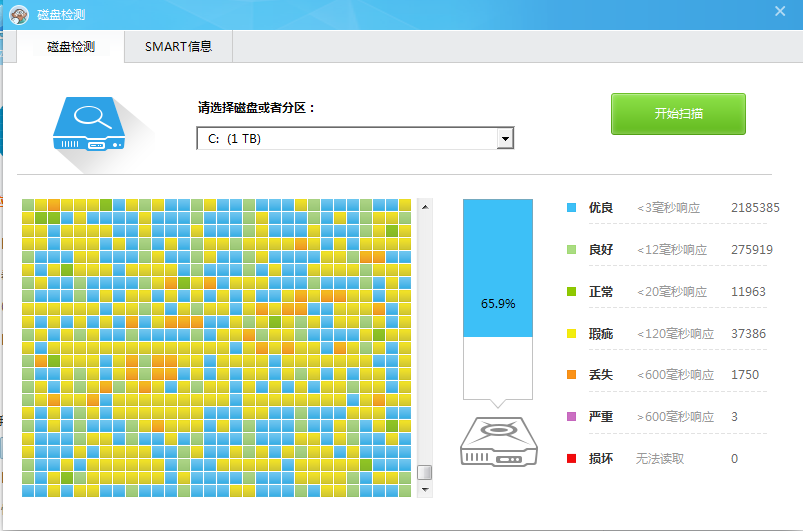 磁盘检测
磁盘检测 SMART信息
请选择磁盘或者分区：
C: (1 TB)
开始扫描
65.9%
优良 <3毫秒响应 2185385
良好 <12毫秒响应 275919
正常 <20毫秒响应 11963
瑕疵 <120毫秒响应 37386
丢失 <600毫秒响应 1750
严重 >600毫秒响应 3
损坏 无法读取 0